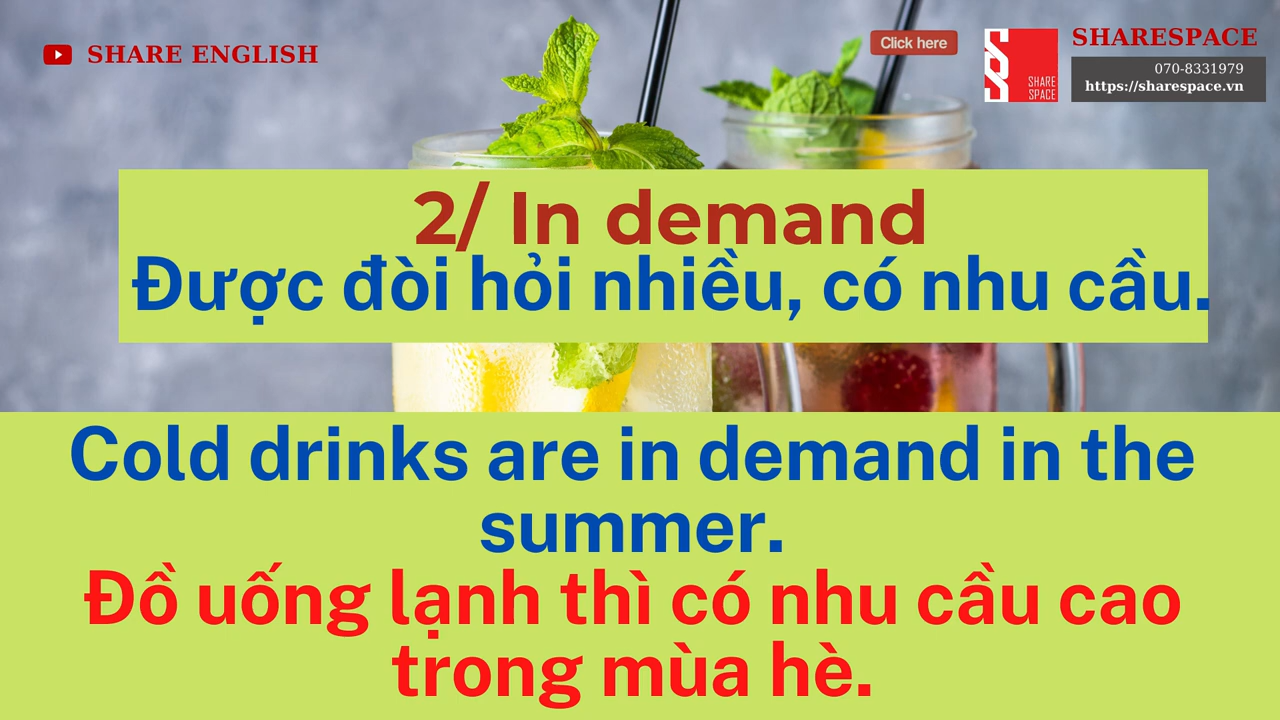 SHARE ENGLISH
Click here
SHARE
SPACE
SHARESPACE
070-8331979
https://sharespace.vn
2/ In demand
Được đòi hỏi nhiều, có nhu cầu.
Cold drinks are in demand in the
summer.
Đồ uống lạnh thì có nhu cầu cao
trong mùa hè.